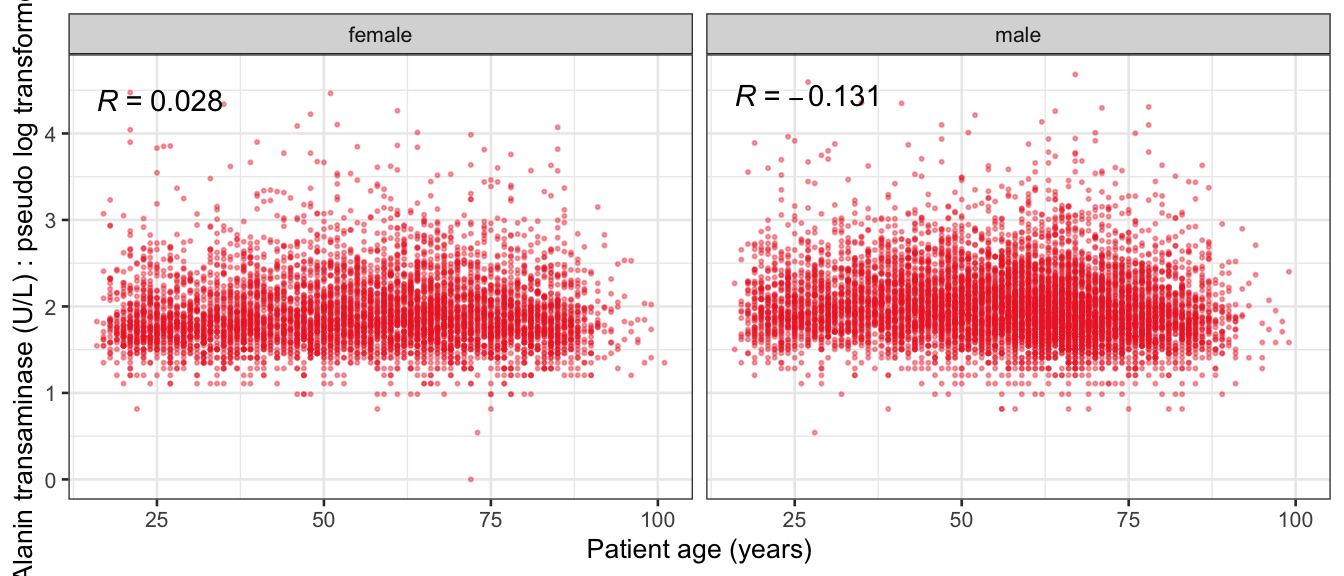 female
male
R = 0.028
R = −0.131
Alanin transaminase (U/L) : pseudo log transforme
4
3
2
1
0
25 50 75 100
25 50 75 100
Patient age (years)